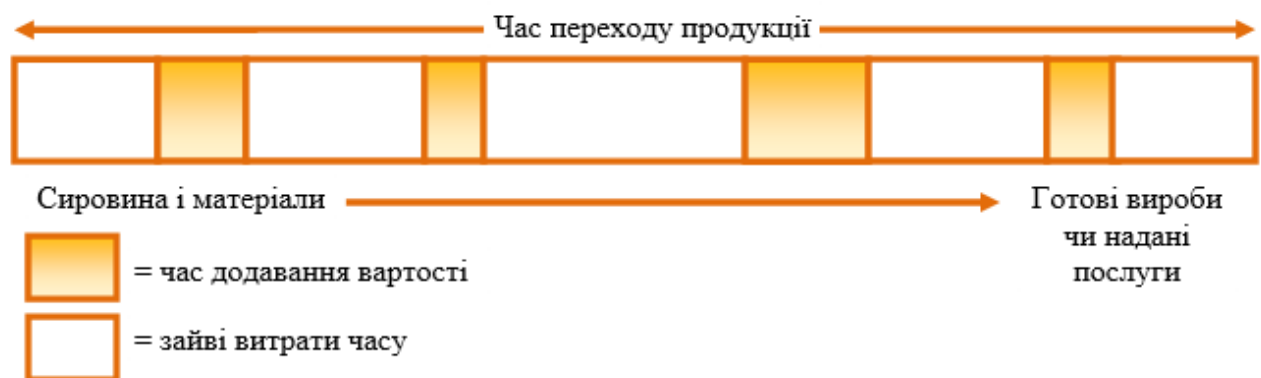 Час переходу продукції
Сировина і матеріали
Готові вироби
чи надані
послуги
= час додавання вартості
= зайві витрати часу